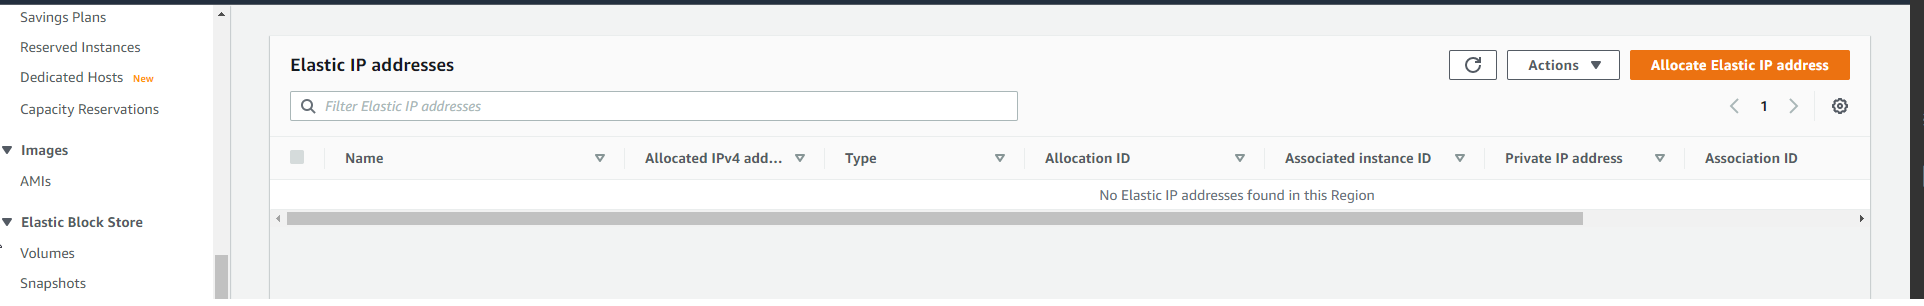 Savings Plans
Reserved Instances
Dedicated Hosts New
Capacity Reservations
Images
AMIs
Elastic Block Store
Volumes
Snapshots
Elastic IP addresses
Actions
Allocate Elastic IP address
Filter Elastic IP addresses
1
Name Allocated IPv4 add... Type Allocation ID Associated instance ID Private IP address Association ID
No Elastic IP addresses found in this Region